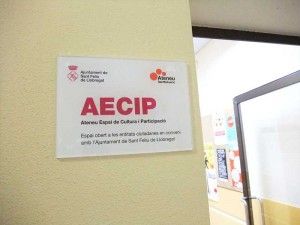 Ajuntament de
Sant Feliu
de Llobregat
Ateneu
AECIP
Ateneu Espai de Cultura i Participació
Espai obert a les entitats ciutadanes en conveni
amb l'Ajuntament de Sant Feliu de Llobregat